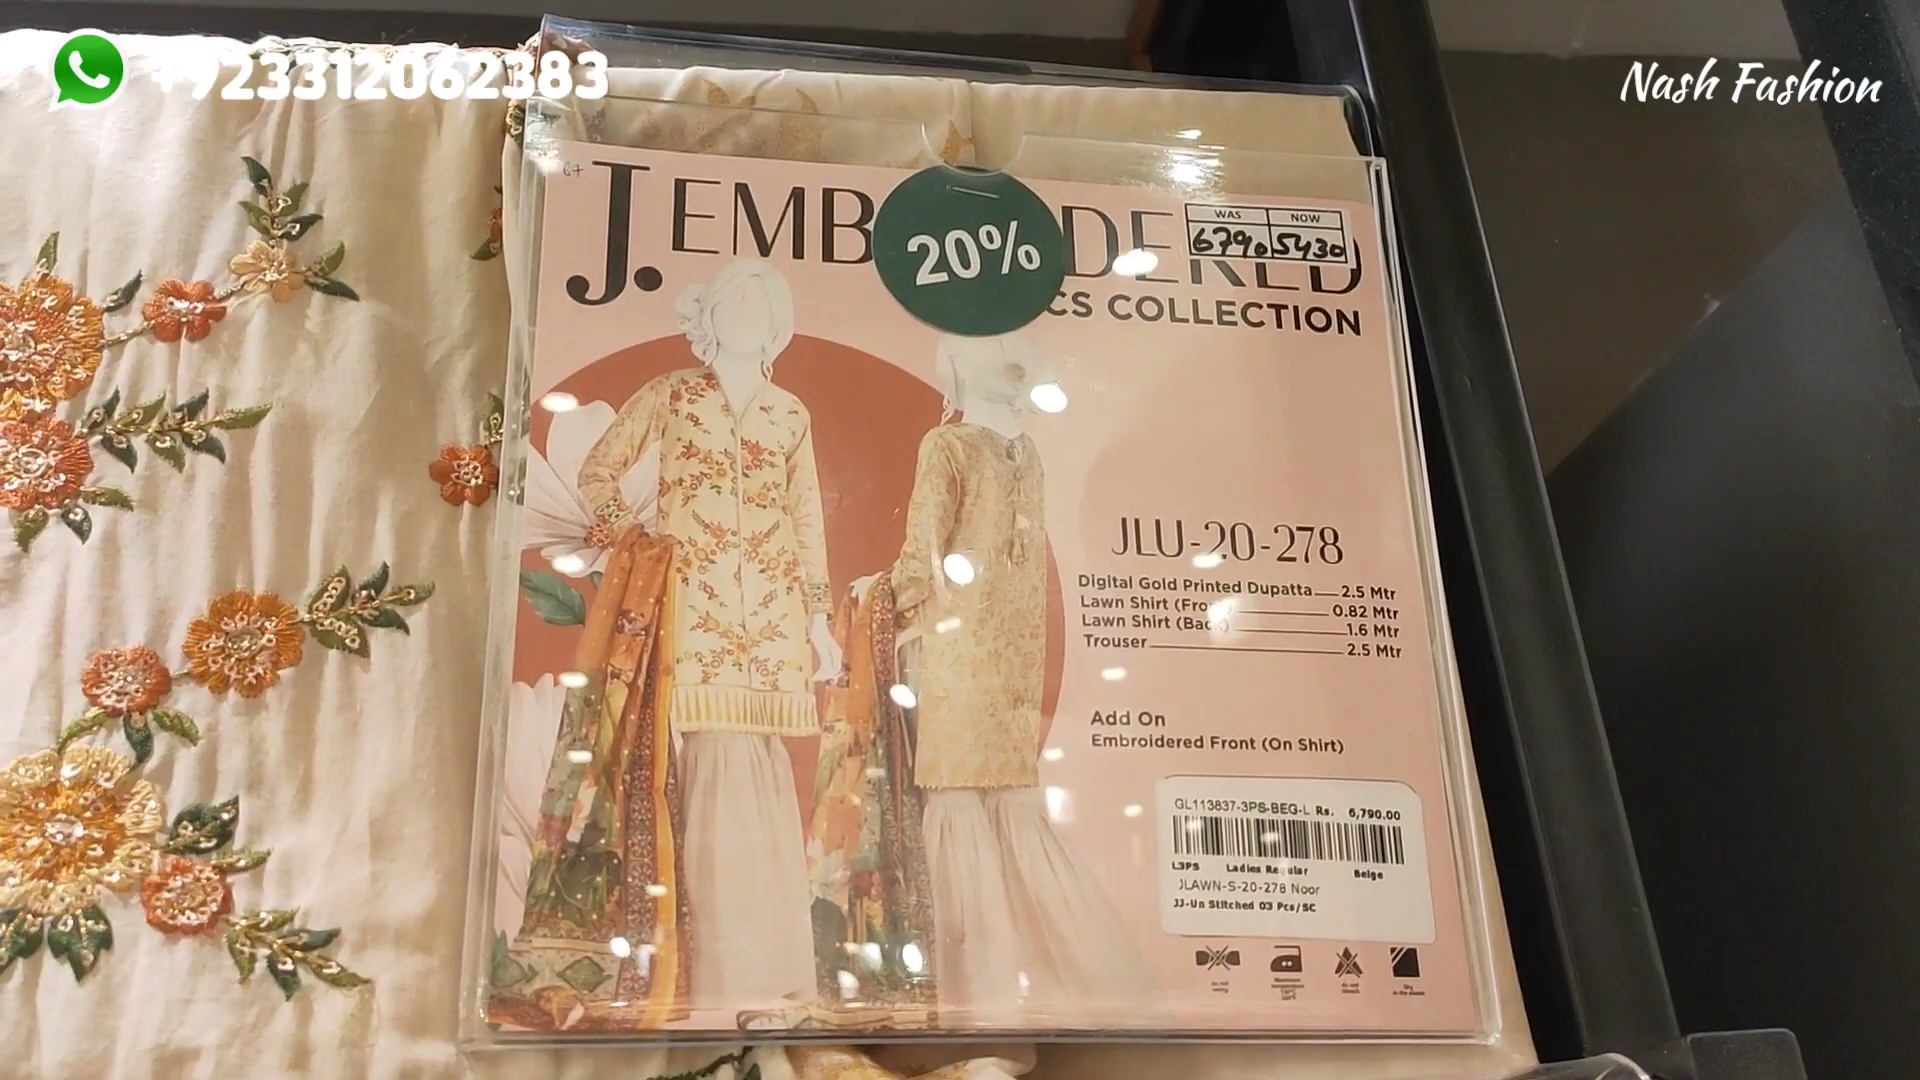 +923312062383
Nash Fashion
67
J. EMB DERED
CS COLLECTION
20%
WAS NOW
6790 5430
JLU-20-278
Digital Gold Printed Dupatta 2.5 Mtr
Lawn Shirt (Fro 0.82 Mtr
Lawn Shirt (Back) 1.6 Mtr
Trouser 2.5 Mtr
Add On
Embroidered Front (On Shirt)
GL113837-3PS-BEG-L Rs. 6,790.00
L3PS Ladies Regular Beige
JLAWN-S-20-278 Noor
JJ-Un Stitched 03 Pcs/SC